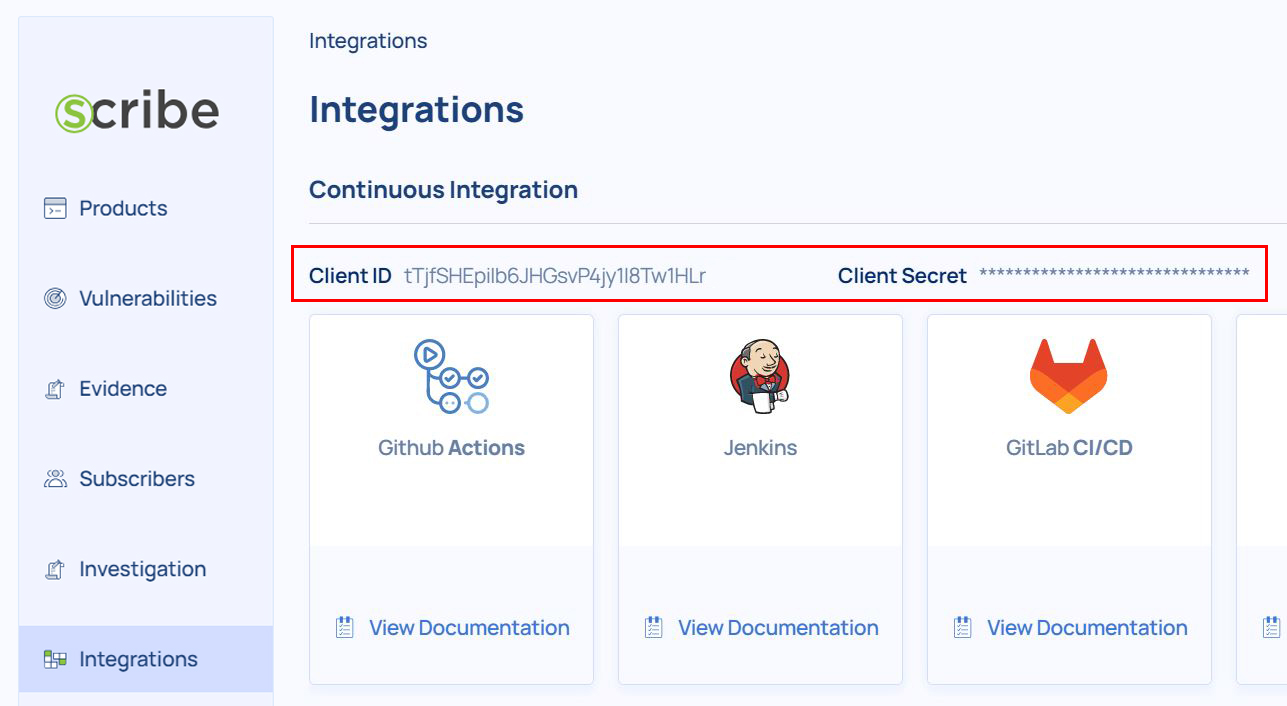 Integrations
Integrations
Continuous Integration
scribe
Products
Vulnerabilities
Evidence
Subscribers
Investigation
Integrations
Client ID tTjfSHEpiIb6JHGsvP4jy1I8Tw1HLr Client Secret *******************************
Github Actions
View Documentation
Jenkins
View Documentation
GitLab CI/CD
View Documentation